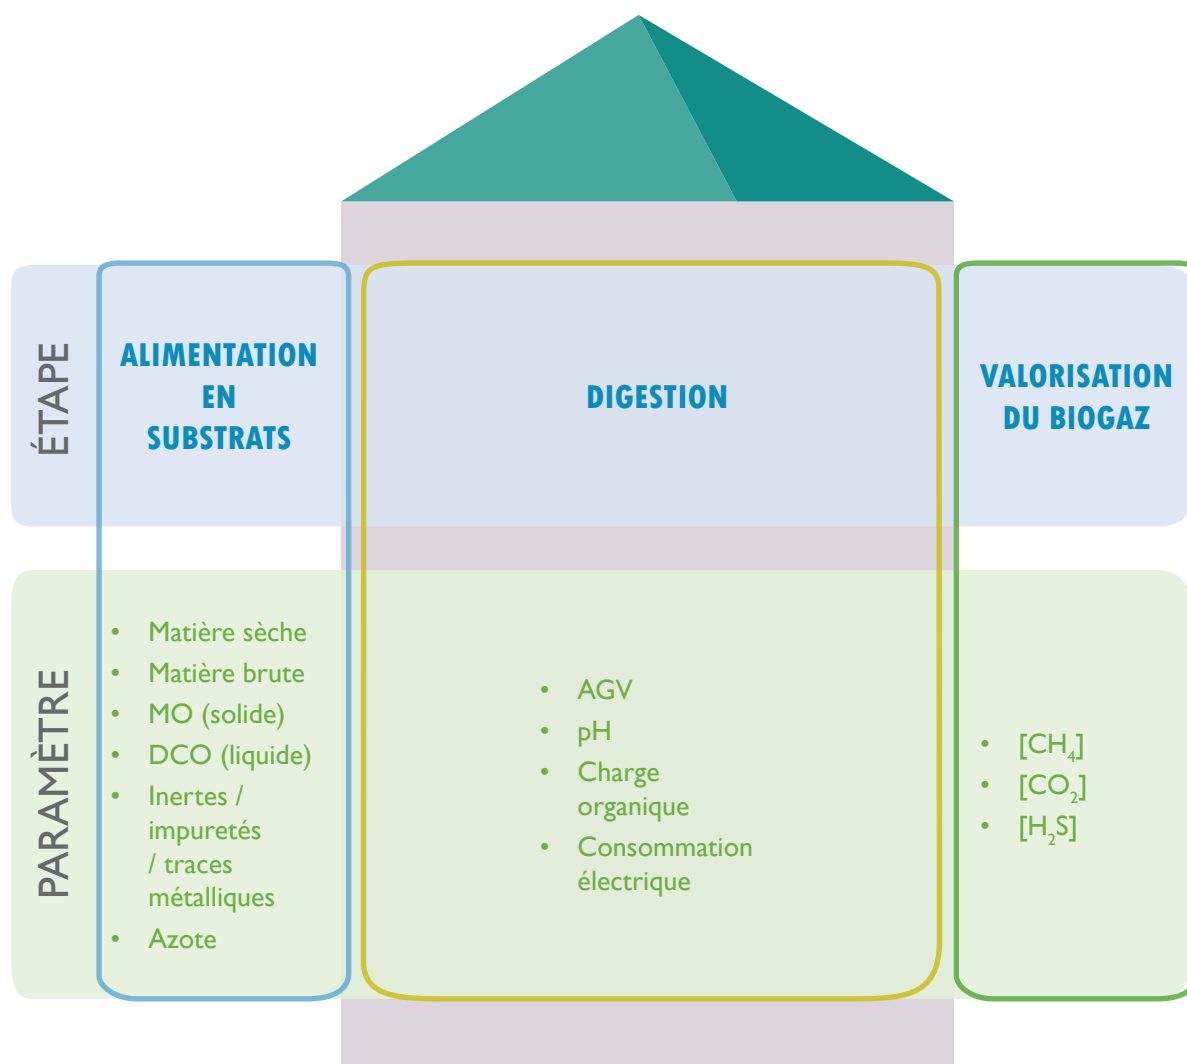 ÉTAPE
ALIMENTATION
EN
SUBSTRATS
DIGESTION
VALORISATION
DU BIOGAZ
PARAMÈTRE
• Matière sèche
• Matière brute
• MO (solide)
• DCO (liquide)
• Inertes /
impuretés
/ traces
métalliques
• Azote
• AGV
• pH
• Charge
organique
• Consommation
électrique
• [CH₄]
• [CO₂]
• [H₂S]